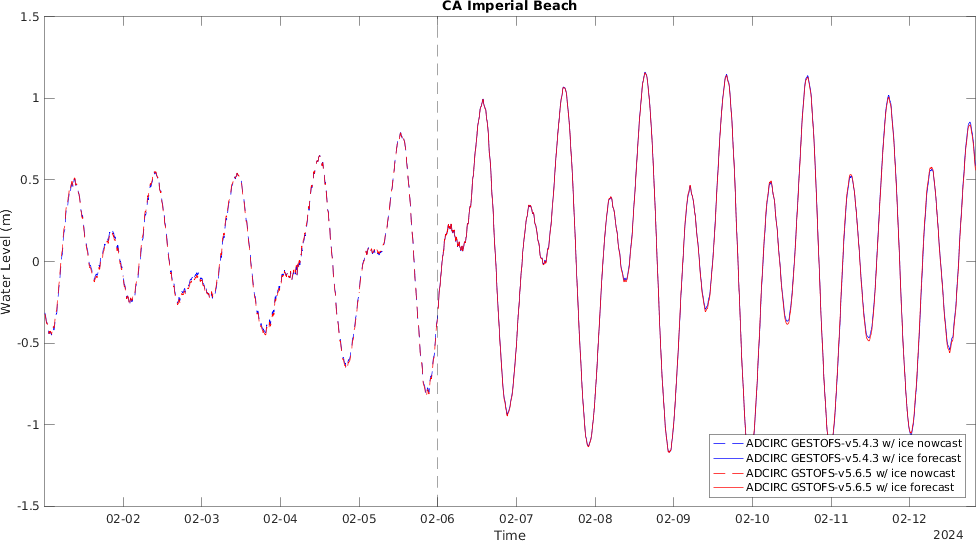 CA Imperial Beach
1.5
1
0.5
0
-0.5
-1
-1.5
Water Level (m)
02-02 02-03 02-04 02-05 02-06 02-07 02-08 02-09 02-10 02-11 02-12
Time
2024
ADCIRC GESTOFS-v5.4.3 w/ ice nowcast
ADCIRC GESTOFS-v5.4.3 w/ ice forecast
ADCIRC GSTOFS-v5.6.5 w/ ice nowcast
ADCIRC GSTOFS-v5.6.5 w/ ice forecast